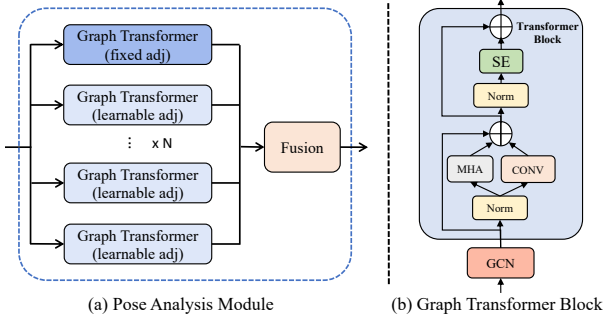 Graph Transformer
(fixed adj)
Graph Transformer
(learnable adj)
⋮ x N
Graph Transformer
(learnable adj)
Graph Transformer
(learnable adj)
Fusion
(a) Pose Analysis Module
Transformer
Block
SE
Norm
MHA
CONV
Norm
GCN
(b) Graph Transformer Block